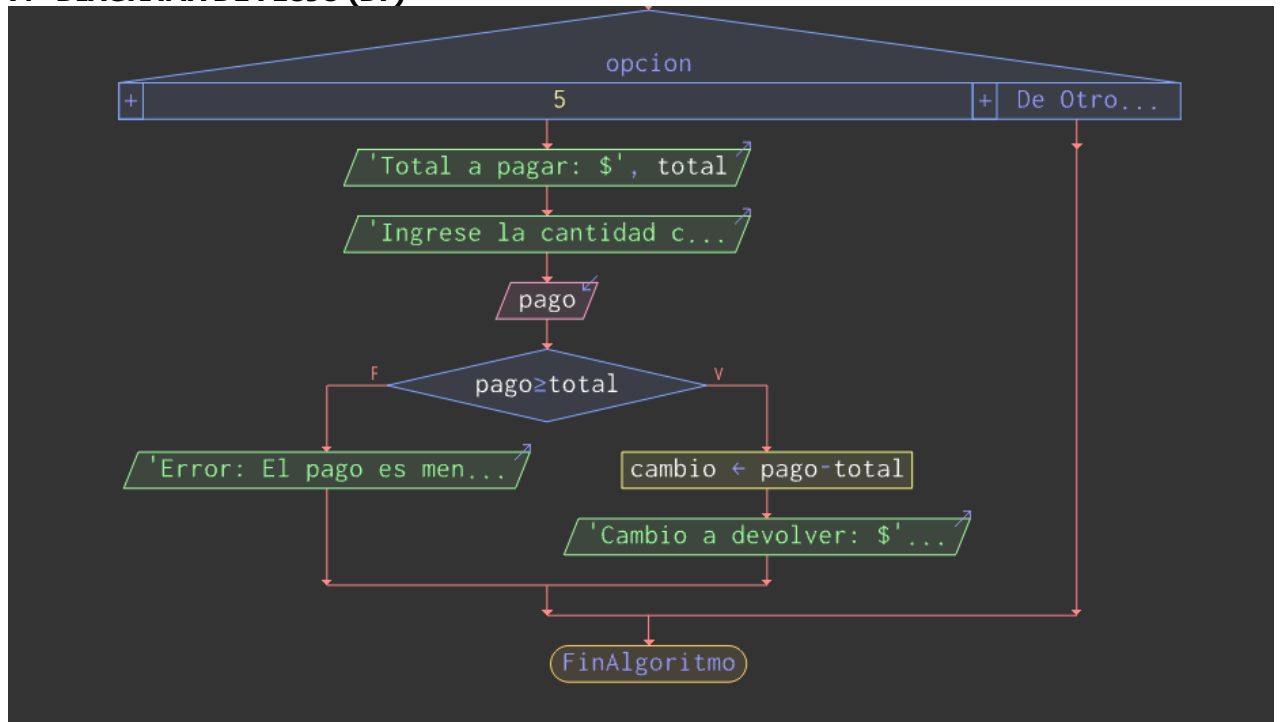 opcion
+ 5 + De Otro...
'Total a pagar: $', total
'Ingrese la cantidad c...
pago
F pago≥total V
'Error: El pago es men... cambio ← pago-total
'Cambio a devolver: $'...
FinAlgoritmo